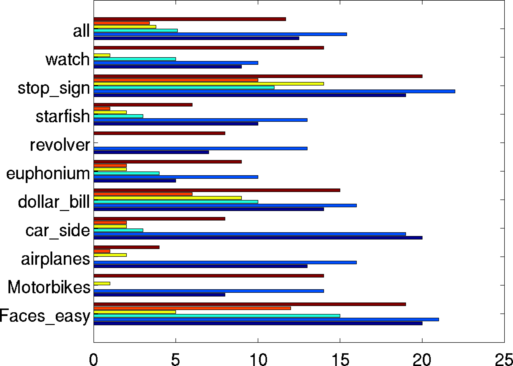 all
watch
stop_sign
starfish
revolver
euphonium
dollar_bill
car_side
airplanes
Motorbikes
Faces_easy
0 5 10 15 20 25